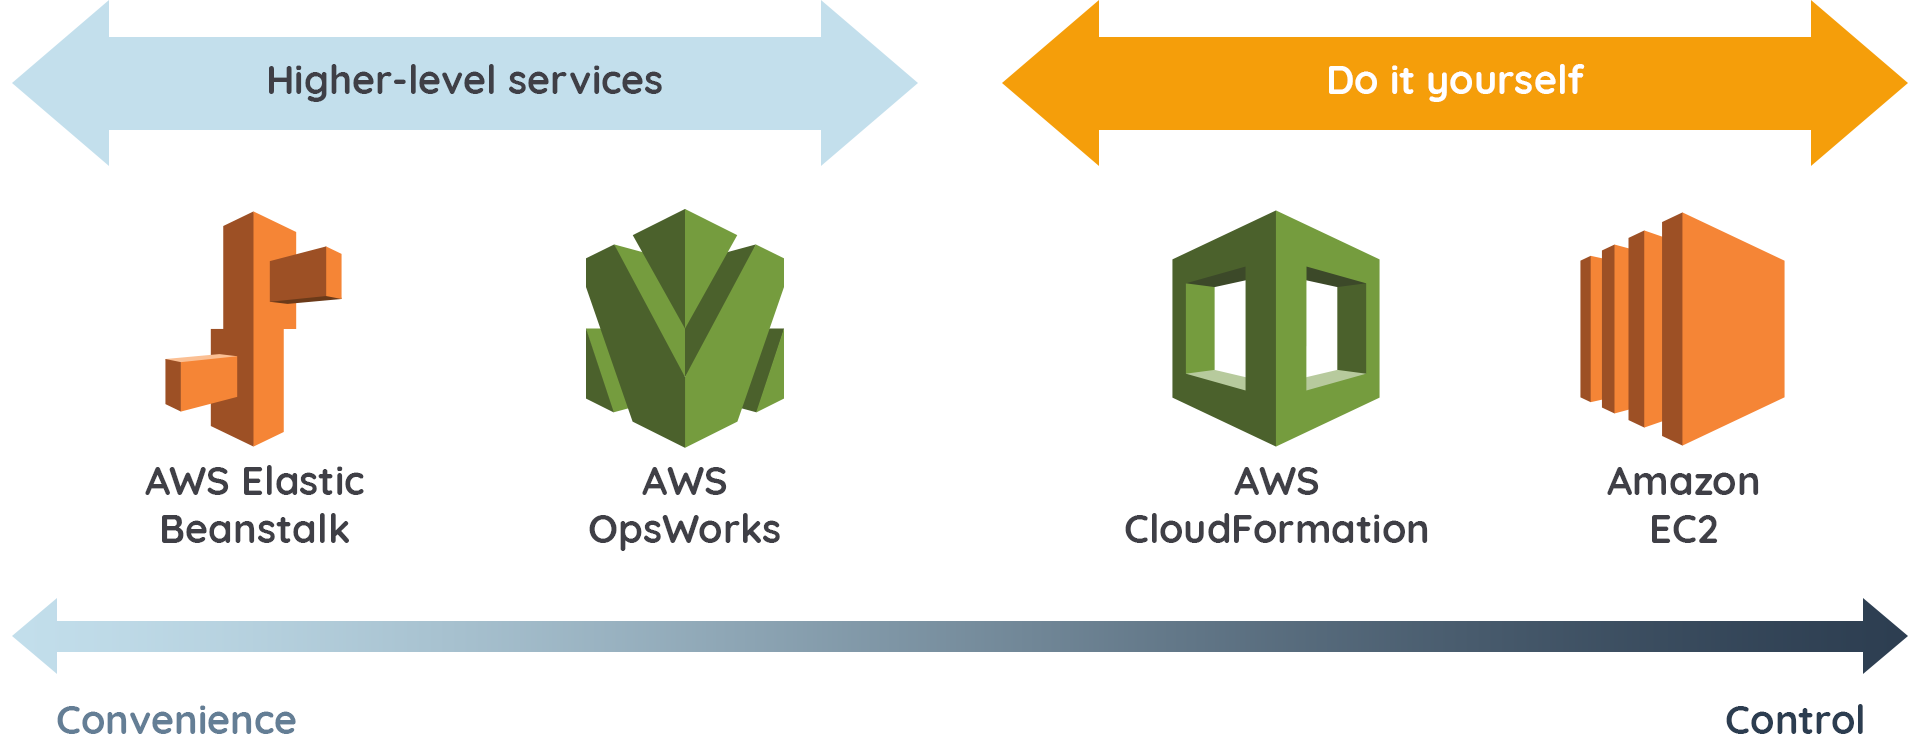 Higher-level services
Do it yourself
AWS Elastic
Beanstalk
AWS
OpsWorks
AWS
CloudFormation
Amazon
EC2
Convenience
Control